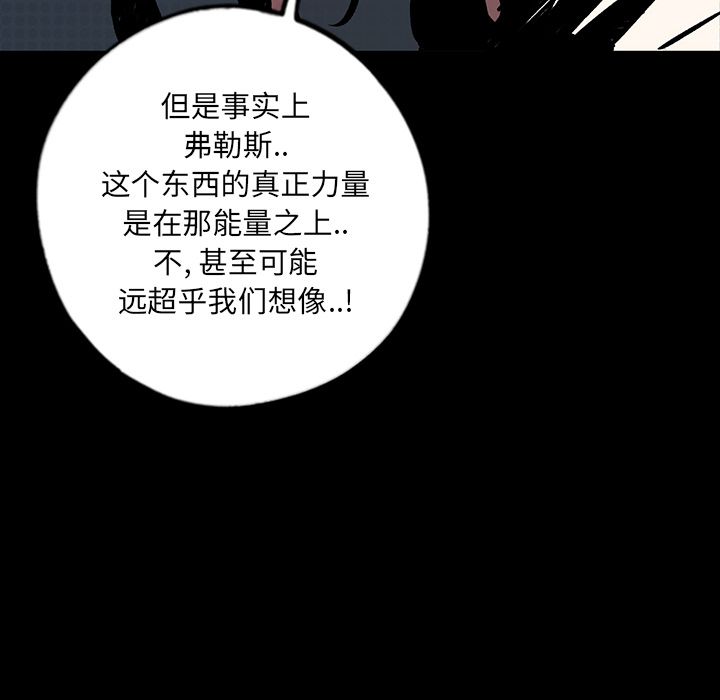 但是事实上
弗勒斯..
这个东西的真正力量
是在那能量之上..
不, 甚至可能
远超乎我们想像..!